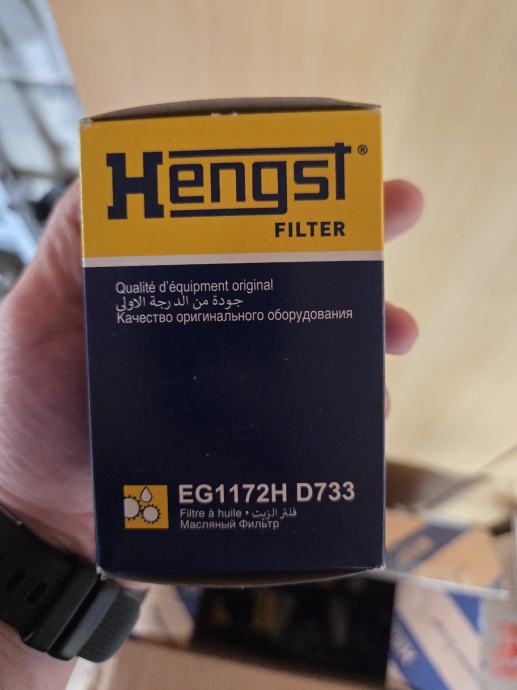 Hengst®
FILTER
Qualité d'équipment original
جودة من الدرجة الاولى
Качество оригинального оборудования
EG1172H D733
Filtre à huile • فلتر الزيت
Масляный Фильтр